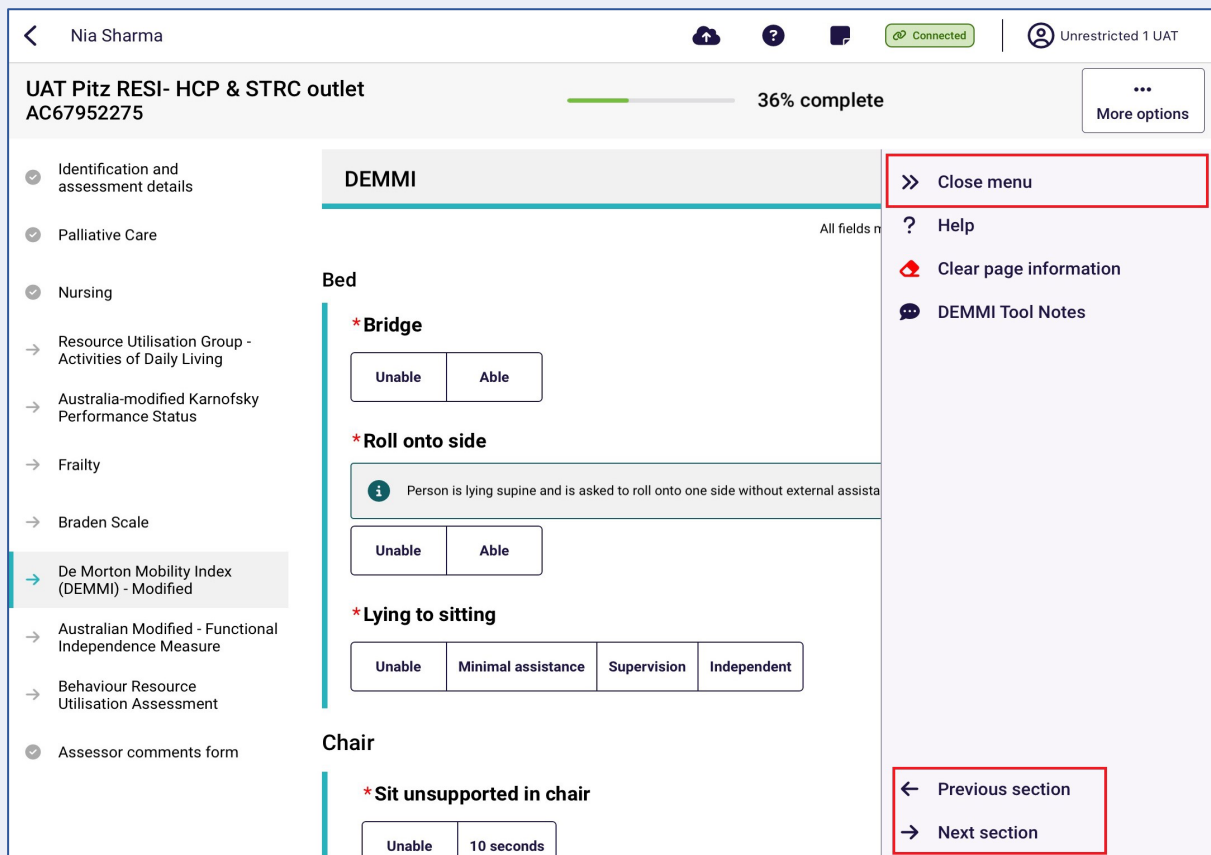 Nia Sharma
Connected
Unrestricted 1 UAT
UAT Pitz RESI- HCP & STRC outlet
AC67952275
36% complete
More options
Identification and
assessment details
Palliative Care
Nursing
Resource Utilisation Group -
Activities of Daily Living
Australia-modified Karnofsky
Performance Status
Frailty
Braden Scale
De Morton Mobility Index
(DEMMI) - Modified
Australian Modified - Functional
Independence Measure
Behaviour Resource
Utilisation Assessment
Assessor comments form
DEMMI
All fields
Bed
*Bridge
Unable Able
*Roll onto side
Person is lying supine and is asked to roll onto one side without external
Unable Able
*Lying to sitting
Unable Minimal assistance Supervision Independent
Chair
*Sit unsupported in chair
Unable 10 seconds
Close menu
? Help
Clear page information
DEMMI Tool Notes
Previous section
Next section